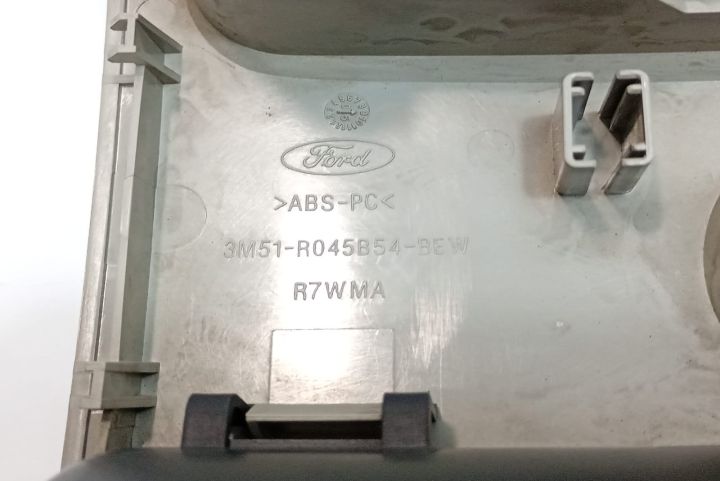 Ford
>ABS-PC<
3M51-R045B54-BEW
R7WMA